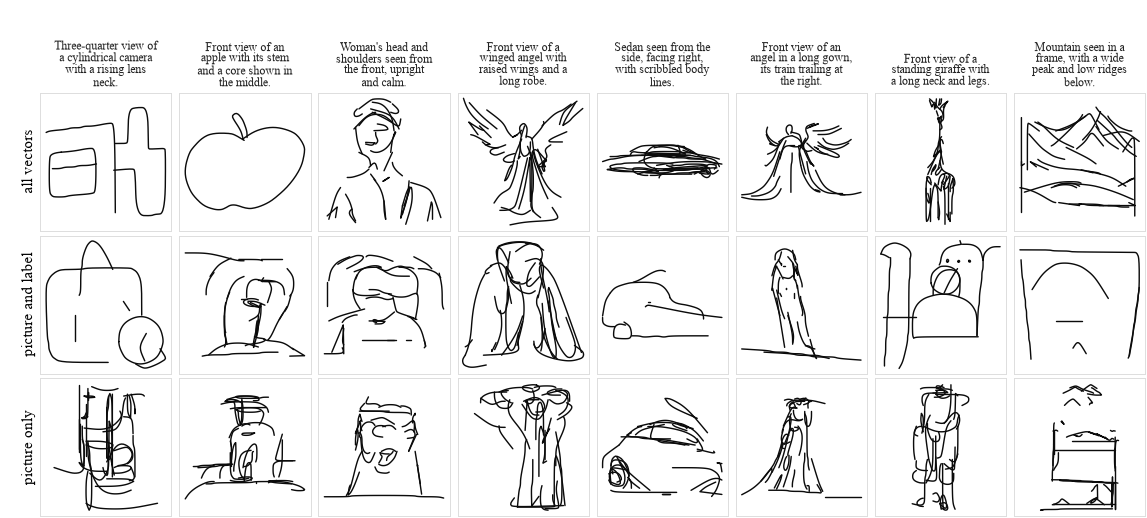 Three-quarter view of
a cylindrical camera
with a rising lens
neck.
Front view of an
apple with its stem
and a core shown in
the middle.
Woman's head and
shoulders seen from
the front, upright
and calm.
Front view of a
winged angel with
raised wings and a
long robe.
Sedan seen from the
side, facing right,
with scribbled body
lines.
Front view of an
angel in a long gown,
its train trailing at
the right.
Front view of a
standing giraffe with
a long neck and legs.
Mountain seen in a
frame, with a wide
peak and low ridges
below.
all vectors
picture and label
picture only